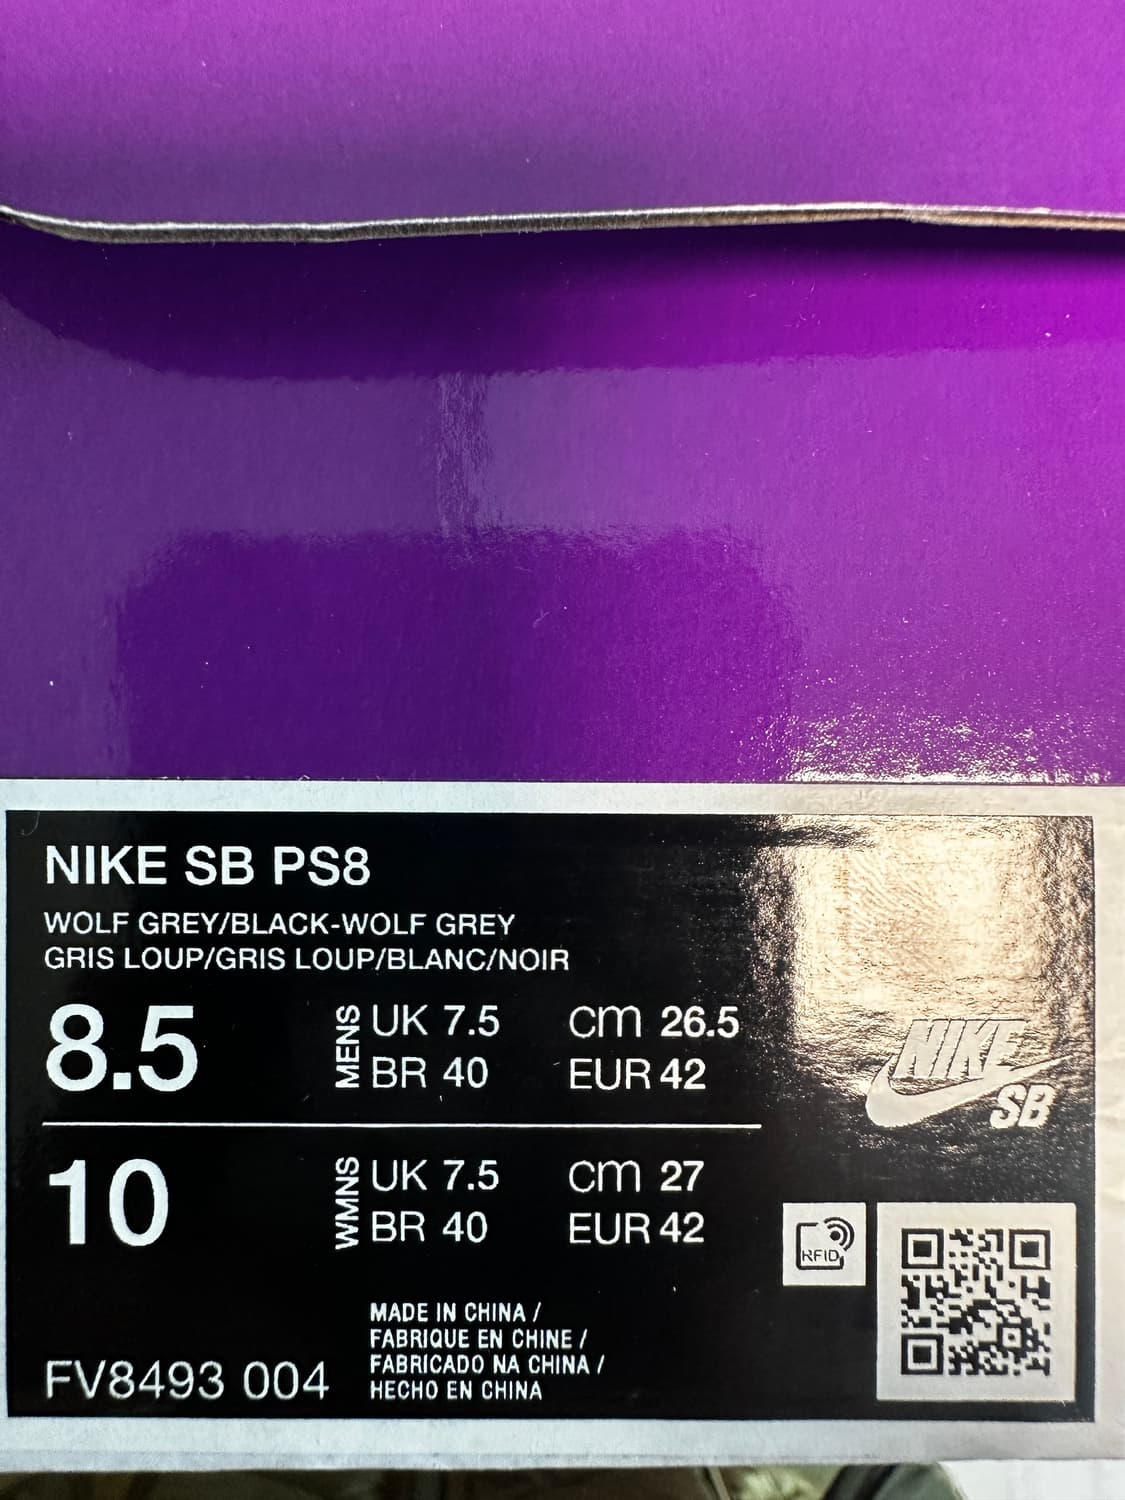 NIKE SB PS8
WOLF GREY/BLACK-WOLF GREY
GRIS LOUP/GRIS LOUP/BLANC/NOIR
8.5 MENS UK 7.5 cm 26.5
BR 40 EUR 42
10 WMNS UK 7.5 cm 27
BR 40 EUR 42
NIKE
SB
RFID
MADE IN CHINA /
FABRIQUE EN CHINE /
FABRICADO NA CHINA /
HECHO EN CHINA
FV8493 004